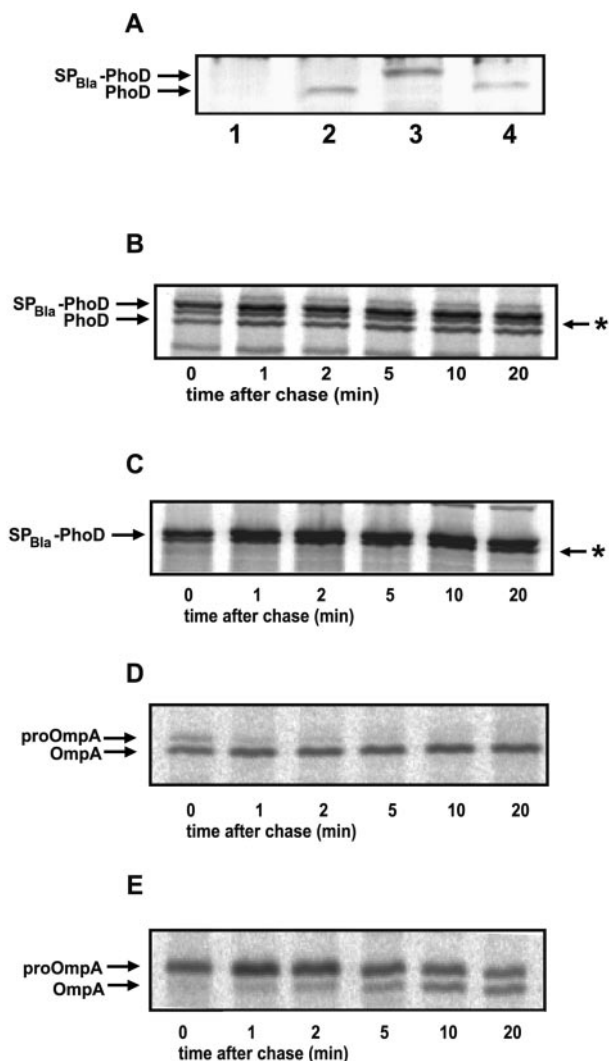 A
SPBla-PhoD
PhoD
1 2 3 4
B
SPBla-PhoD
PhoD
*
0 1 2 5 10 20
time after chase (min)
C
SPBla-PhoD
*
0 1 2 5 10 20
time after chase (min)
D
proOmpA
OmpA
0 1 2 5 10 20
time after chase (min)
E
proOmpA
OmpA
0 1 2 5 10 20
time after chase (min)